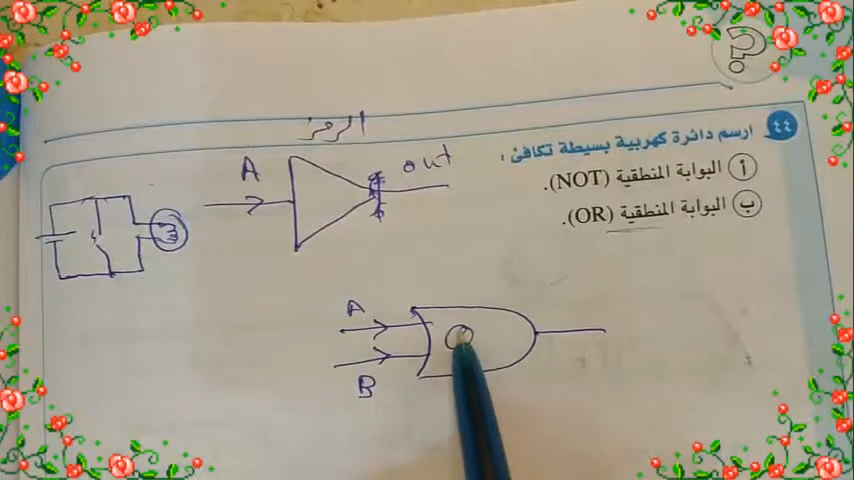 ٤٤ ارسم دائرة كهربية بسيطة تكافئ :
أ البوابة المنطقية (NOT).
ب البوابة المنطقية (OR).
الرمز
A out
A
B